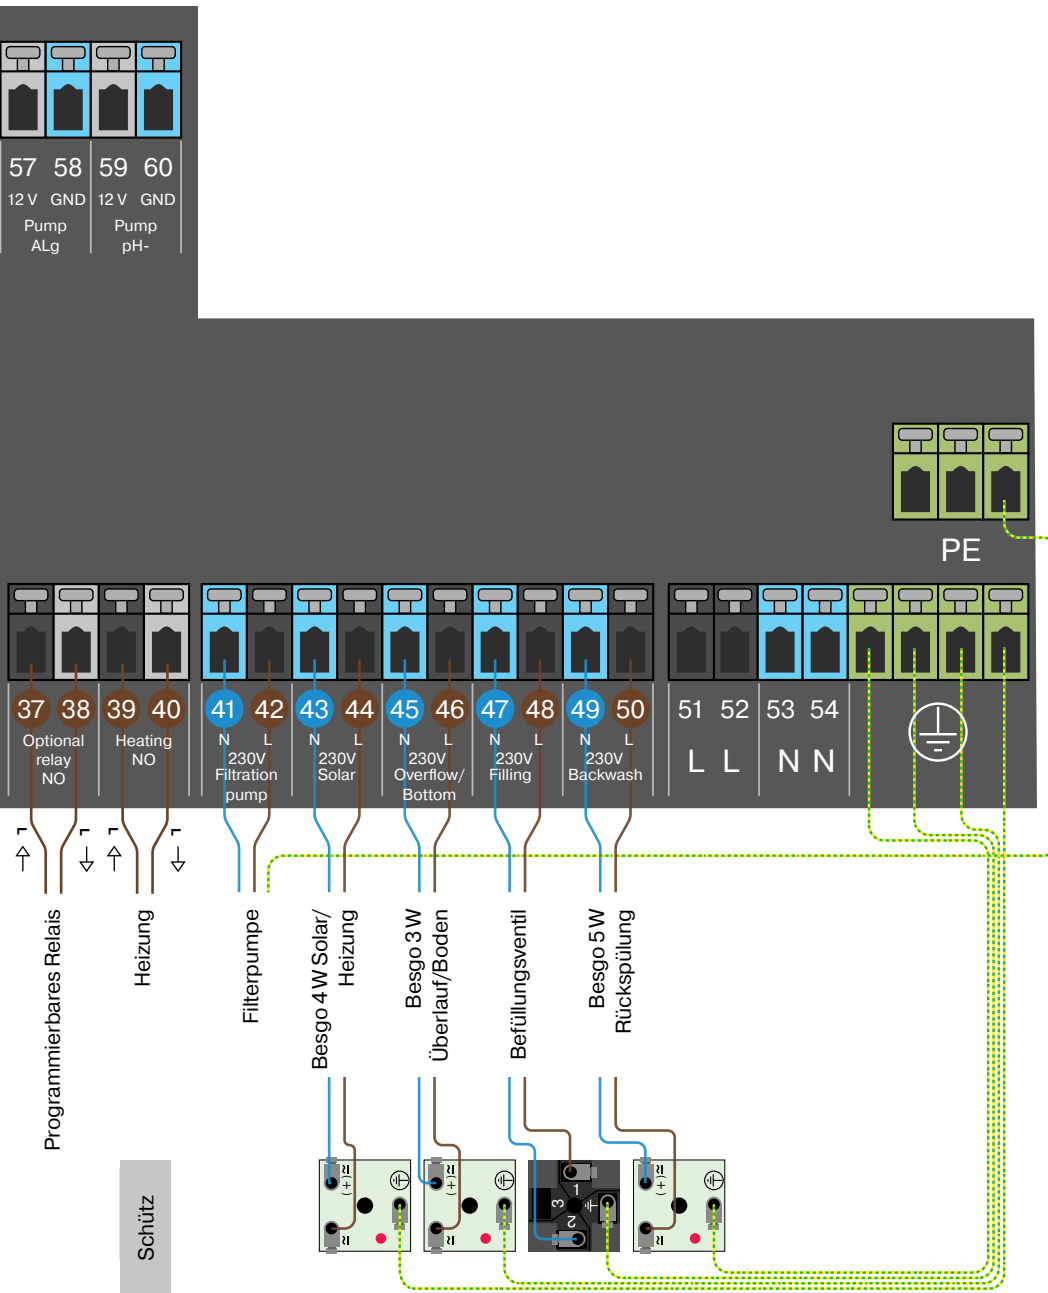 57 58 59 60
12 V GND 12 V GND
Pump Pump
ALg pH-
PE
37 38 39 40 41 42 43 44 45 46 47 48 49 50 51 52 53 54
Optional
relay
NO
Heating
NO
N L
230V
Filtration
pump
N L
230V
Solar
N L
230V
Overflow/
Bottom
N L
230V
Filling
N L
230V
Backwash
L L N N
L L L L
Programmierbares Relais
Heizung
Filterpumpe
Besgo 4 W Solar/
Heizung
Besgo 3 W
Überlauf/Boden
Befüllungsventil
Besgo 5 W
Rückspülung
Schütz
≈(+)
≈
≈(+)
≈
1
3
2
≈(+)
≈